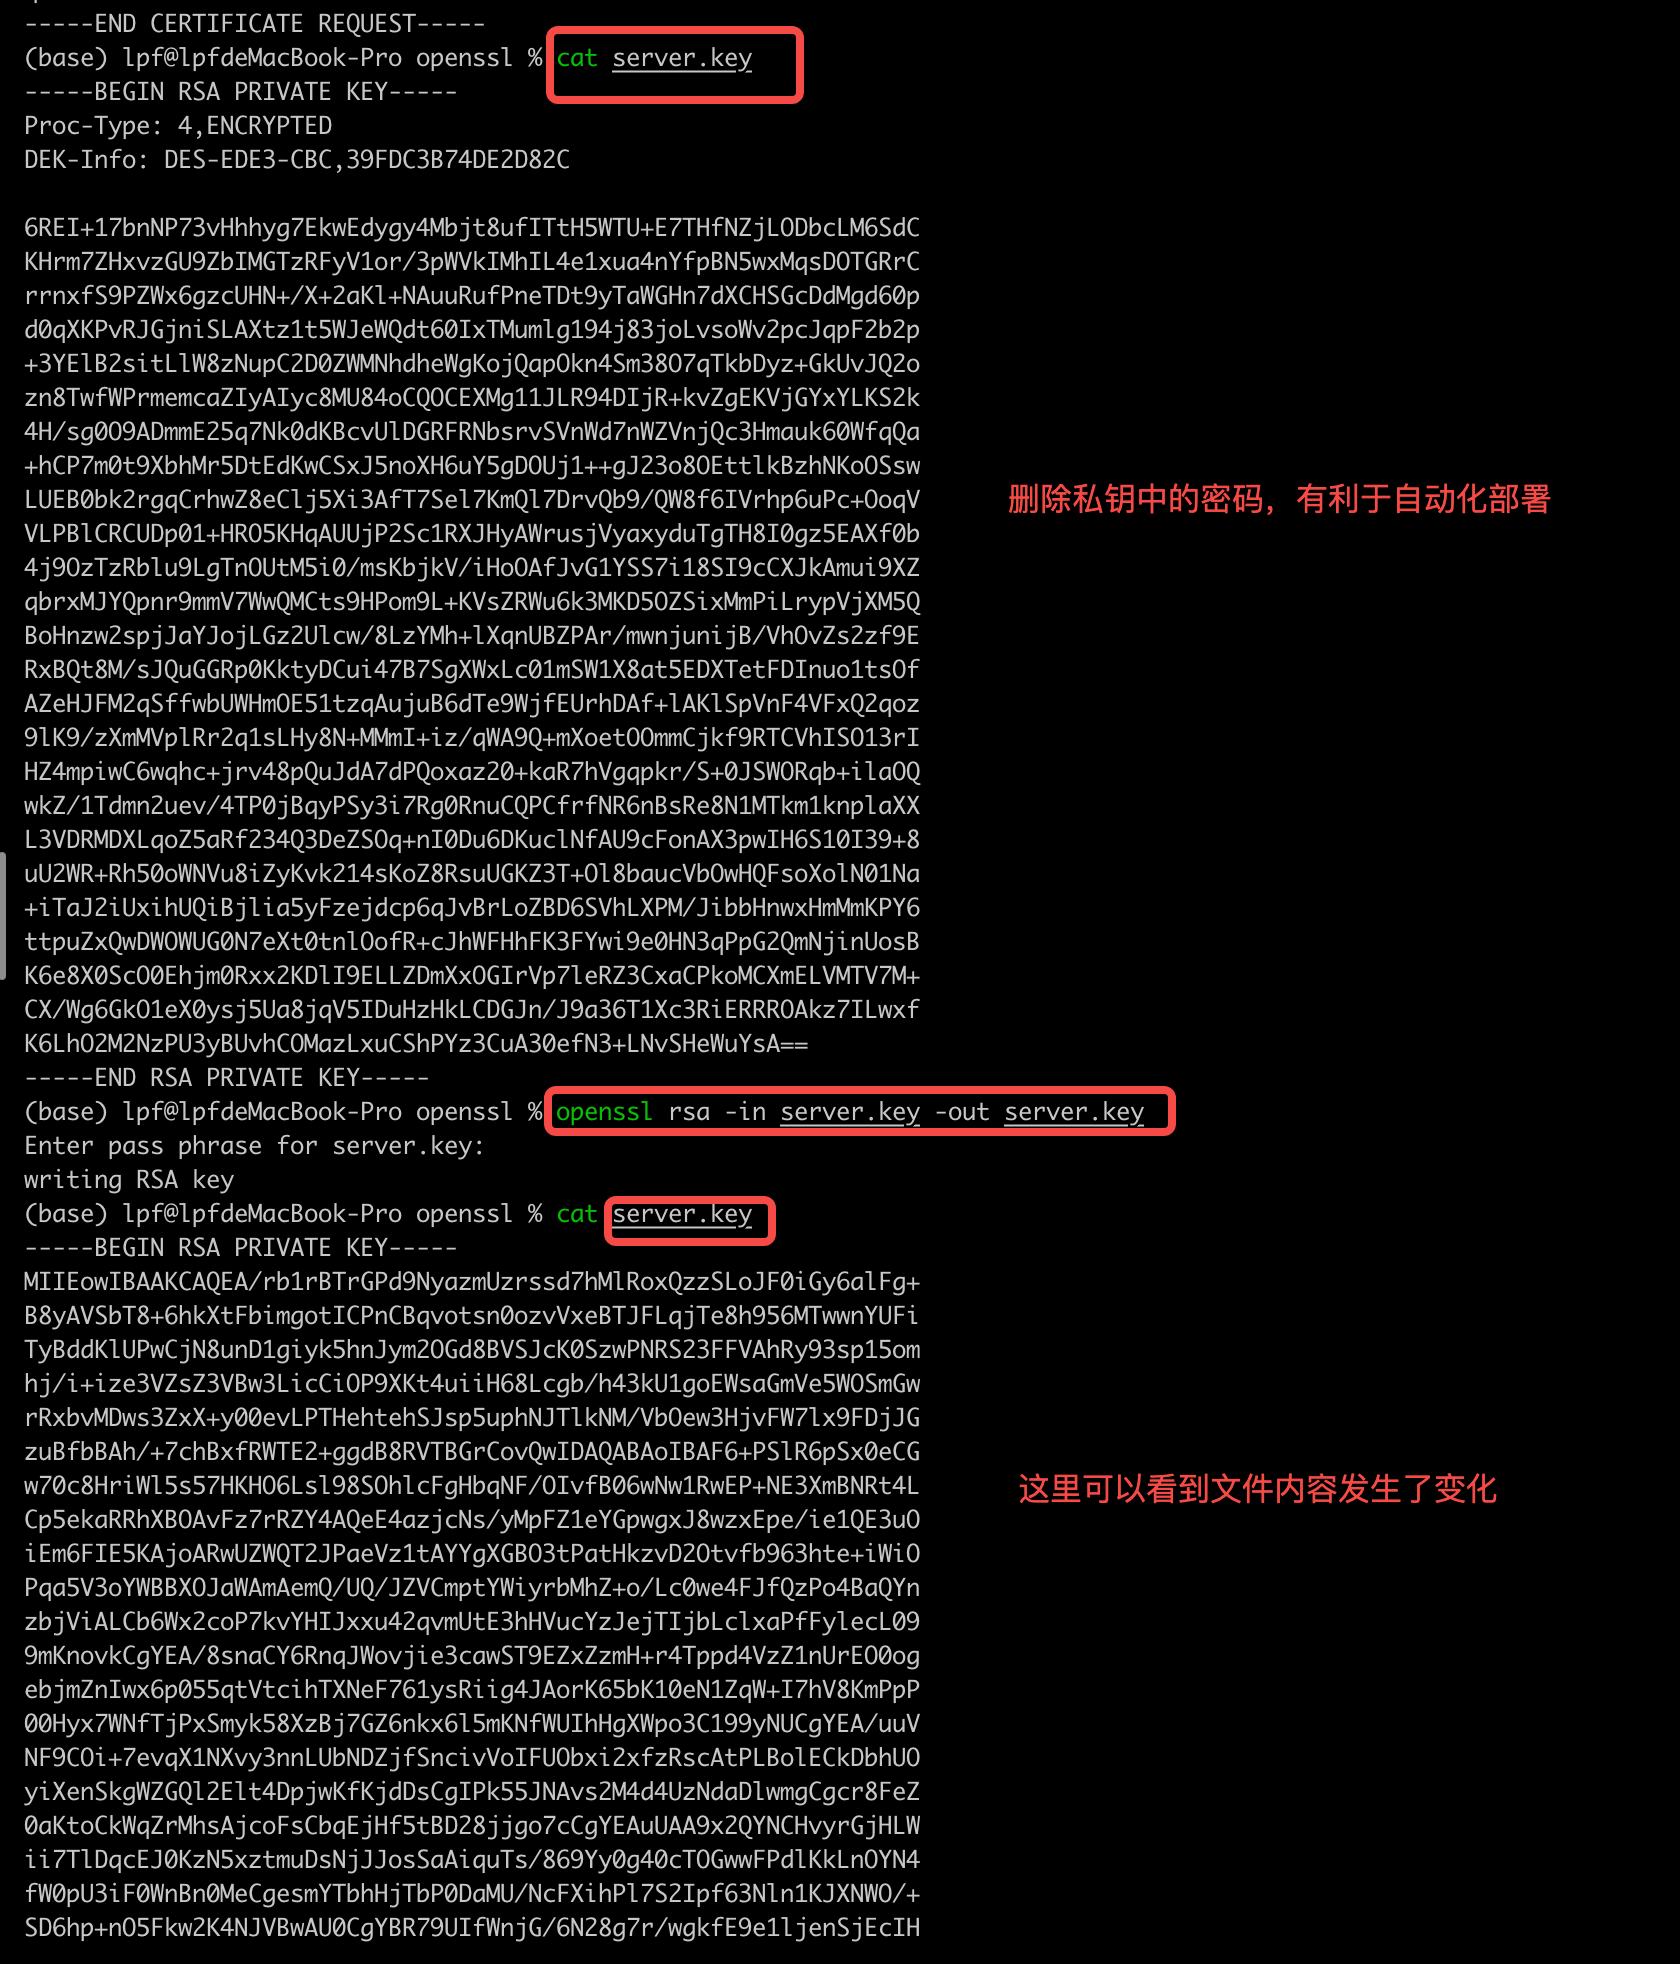 -----END CERTIFICATE REQUEST-----
(base) lpf@lpfdeMacBook-Pro openssl % cat server.key
-----BEGIN RSA PRIVATE KEY-----
Proc-Type: 4,ENCRYPTED
DEK-Info: DES-EDE3-CBC,39FDC3B74DE2D82C
6REI+17bnNP73vHhhyg7EkwEdygy4Mbjt8ufITtH5WTU+E7THfNZjLODbcLM6SdC
KHrm7ZHxvzGU9ZbIMGTzRFyV1or/3pWVkIMhIL4e1xua4nYfpBN5wxMqsDOTGRrC
rrnxfS9PZWx6gzcUHN+/X+2aKl+NAuuRufPneTDt9yTaWGHn7dXCHSGcDdMgd60p
d0qXKPvRJGjniSLAXtz1t5WJeWQdt60IxTMumlg194j83joLvsoWv2pcJqpF2b2p
+3YElB2sitLlW8zNupC2D0ZWMNhdheWgKojQapOkn4Sm38O7qTkbDyz+GkUvJQ2o
zn8TwfWPrmemcaZIyAIyc8MU84oCQOCEXMg11JLR94DIjR+kvZgEKVjGYxYLKS2k
4H/sg0O9ADmmE25q7Nk0dKBcvUlDGRFRNbsrvSVnWd7nWZVnjQc3Hmauk60WfqQa
+hCP7m0t9XbhMr5DtEdKwCSxJ5noXH6uY5gDOUj1++gJ23o8OEttlkBzhNKoOSsw
LUEB0bk2rgqCrhwZ8eClj5Xi3AfT7Sel7KmQl7DrvQb9/QW8f6IVrhp6uPc+OoqV
VLPBlCRCUDp01+HRO5KHqAUUjP2Sc1RXJHyAWrusjVyaxyduTgTH8I0gz5EAXf0b
4j9OzTzRblu9LgTnOUtM5i0/msKbjkV/iHoOAfJvG1YSS7i18SI9cCXJkAmui9XZ
qbrxMJYQpnr9mmV7WwQMCts9HPom9L+KVsZRWu6k3MKD5OZSixMmPiLrypVjXM5Q
BoHnzw2spjJaYJojLGz2Ulcw/8LzYMh+lXqnUBZPAr/mwnjunijB/VhOvZs2zf9E
RxBQt8M/sJQuGGRp0KktyDCui47B7SgXWxLc01mSW1X8at5EDXTetFDInuo1tsOf
AZeHJFM2qSffwbUWHmOE51tzqAujuB6dTe9WjfEUrhDAf+lAKlSpVnF4VFxQ2qoz
9lK9/zXmMVplRr2q1sLHy8N+MMmI+iz/qWA9Q+mXoetOOmmCjkf9RTCVhISO13rI
HZ4mpiwC6wqhc+jrv48pQuJdA7dPQoxaz20+kaR7hVgqpkr/S+0JSWORqb+ilaOQ
wkZ/1Tdmn2uev/4TP0jBqyPSy3i7Rg0RnuCQPCfrfNR6nBsRe8N1MTkm1knplaXX
L3VDRMDXLqoZ5aRf234Q3DeZSOq+nI0Du6DKuclNfAU9cFonAX3pwIH6S10I39+8
uU2WR+Rh50oWNVu8iZyKvk214sKoZ8RsuUGKZ3T+Ol8baucVbOwHQFsoXolN01Na
+iTaJ2iUxihUQiBjlia5yFzejdcp6qJvBrLoZBD6SVhLXPM/JibbHnwxHmMmKPY6
ttpuZxQwDWOWUG0N7eXt0tnlOofR+cJhWFHhFK3FYwi9e0HN3qPpG2QmNjinUosB
K6e8X0ScO0Ehjm0Rxx2KDlI9ELLZDmXxOGIrVp7leRZ3CxaCPkoMCXmELVMTV7M+
CX/Wg6GkO1eX0ysj5Ua8jqV5IDuHzHkLCDGJn/J9a36T1Xc3RiERRROAkz7ILwxf
K6LhO2M2NzPU3yBUvhCOMazLxuCShPYz3CuA30efN3+LNvSHeWuYsA==
-----END RSA PRIVATE KEY-----
删除私钥中的密码，有利于自动化部署
(base) lpf@lpfdeMacBook-Pro openssl % openssl rsa -in server.key -out server.key
Enter pass phrase for server.key:
writing RSA key
(base) lpf@lpfdeMacBook-Pro openssl % cat server.key
-----BEGIN RSA PRIVATE KEY-----
MIIEowIBAAKCAQEA/rb1rBTrGPd9NyazmUzrssd7hMlRoxQzzSLoJF0iGy6alFg+
B8yAVSbT8+6hkXtFbimgotICPnCBqvotsn0ozvVxeBTJFLqjTe8h956MTwwnYUFi
TyBddKlUPwCjN8unD1giyk5hnJym2OGd8BVSJcK0SzwPNRS23FFVAhRy93sp15om
hj/i+ize3VZsZ3VBw3LicCiOP9XKt4uiiH68Lcgb/h43kU1goEWsaGmVe5WOSmGw
rRxbvMDws3ZxX+y00evLPTHehtehSJsp5uphNJTlkNM/VbOew3HjvFW7lx9FDjJG
zuBfbBAh/+7chBxfRWTE2+ggdB8RVTBGrCovQwIDAQABAoIBAF6+PSlR6pSx0eCG
w70c8HriWl5s57HKHO6Lsl98SOhlcFgHbqNF/OIvfB06wNw1RwEP+NE3XmBNRt4L
Cp5ekaRRhXBOAvFz7rRZY4AQeE4azjcNs/yMpFZ1eYGpwgxJ8wzxEpe/ie1QE3uO
iEm6FIE5KAjoARwUZWQT2JPaeVz1tAYYgXGBO3tPatHkzvD2Otvfb963hte+iWiO
Pqa5V3oYWBBXOJaWAmAemQ/UQ/JZVCmptYWiyrbMhZ+o/Lc0we4FJfQzPo4BaQYn
zbjViALCb6Wx2coP7kvYHIJxxu42qvmUtE3hHVucYzJejTIjbLclxaPfFylecL09
9mKnovkCgYEA/8snaCY6RnqJWovjie3cawST9EZxZzmH+r4Tppd4VzZ1nUrEO0og
ebjmZnIwx6p055qtVtcihTXNeF761ysRiig4JAorK65bK10eN1ZqW+I7hV8KmPpP
00Hyx7WNfTjPxSmyk58XzBj7GZ6nkx6l5mKNfWUIhHgXWpo3C199yNUCgYEA/uuV
NF9COi+7evqX1NXvy3nnLUbNDZjfSncivVoIFUObxi2xfzRscAtPLBolECkDbhUO
yiXenSkgWZGQl2Elt4DpjwKfKjdDsCgIPk55JNAvs2M4d4UzNdaDlwmgCgcr8FeZ
0aKtoCkWqZrMhsAjcoFsCbqEjHf5tBD28jjgo7cCgYEAuUAA9x2QYNCHvyrGjHLW
ii7TlDqcEJ0KzN5xztmuDsNjJJosSaAiquTs/869Yy0g40cTOGwwFPdlKkLnOYN4
fW0pU3iF0WnBn0MeCgesmYTbhHjTbP0DaMU/NcFXihPl7S2Ipf63Nln1KJXNWO/+
SD6hp+nO5Fkw2K4NJVBwAU0CgYBR79UIfWnjG/6N28g7r/wgkfE9e1ljenSjEcIH
这里可以看到文件内容发生了变化